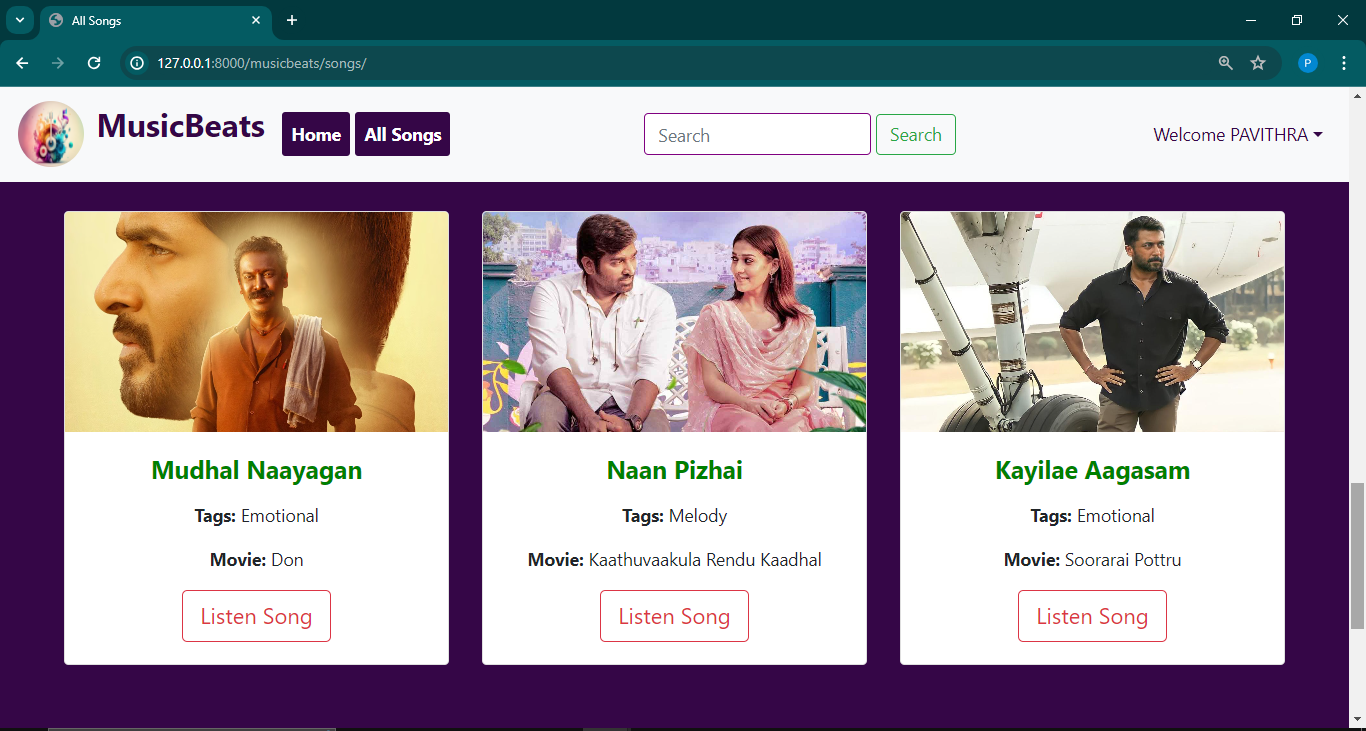 All Songs
127.0.0.1:8000/musicbeats/songs/
P
MusicBeats
Home
All Songs
Search
Search
Welcome PAVITHRA
Mudhal Naayagan
Tags: Emotional
Movie: Don
Listen Song
Naan Pizhai
Tags: Melody
Movie: Kaathuvaakula Rendu Kaadhal
Listen Song
Kayilae Aagasam
Tags: Emotional
Movie: Soorarai Pottru
Listen Song